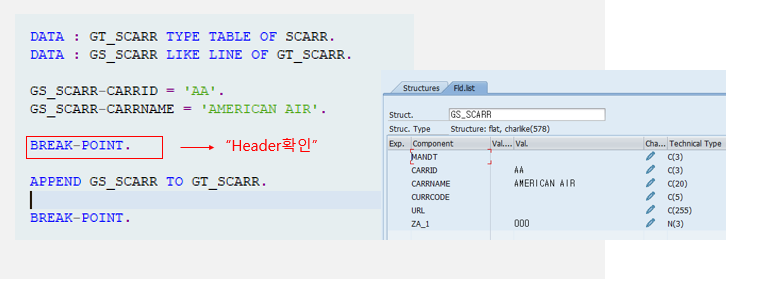 DATA : GT_SCARR TYPE TABLE OF SCARR.
DATA : GS_SCARR LIKE LINE OF GT_SCARR.
GS_SCARR-CARRID = 'AA'.
GS_SCARR-CARRNAME = 'AMERICAN AIR'.
BREAK-POINT.
“Header확인”
APPEND GS_SCARR TO GT_SCARR.
BREAK-POINT.
Structures Fld.list
Struct. GS_SCARR
Struc. Type Structure: flat, charlike(578)
Exp. Component Val.... Val. Cha... Technical Type
MANDT C(3)
CARRID AA C(3)
CARRNAME AMERICAN AIR C(20)
CURRCODE C(5)
URL C(255)
ZA_1 000 N(3)